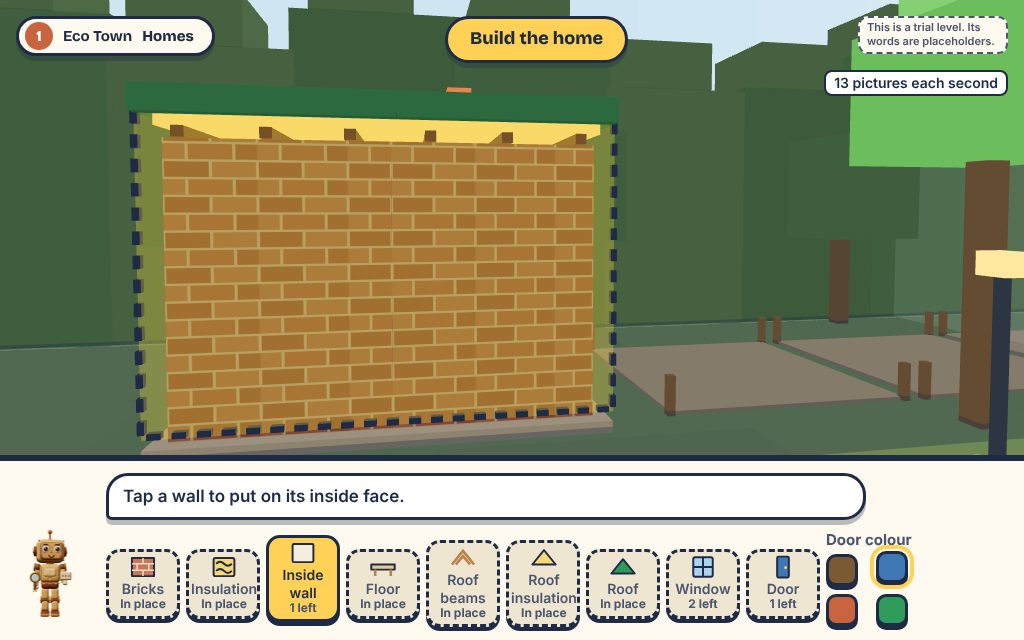 1 Eco Town Homes
Build the home
This is a trial level. Its
words are placeholders.
13 pictures each second
Tap a wall to put on its inside face.
Door colour
Bricks
In place
Insulation
In place
Inside
wall
1 left
Floor
In place
Roof
beams
In place
Roof
insulation
In place
Roof
In place
Window
2 left
Door
1 left